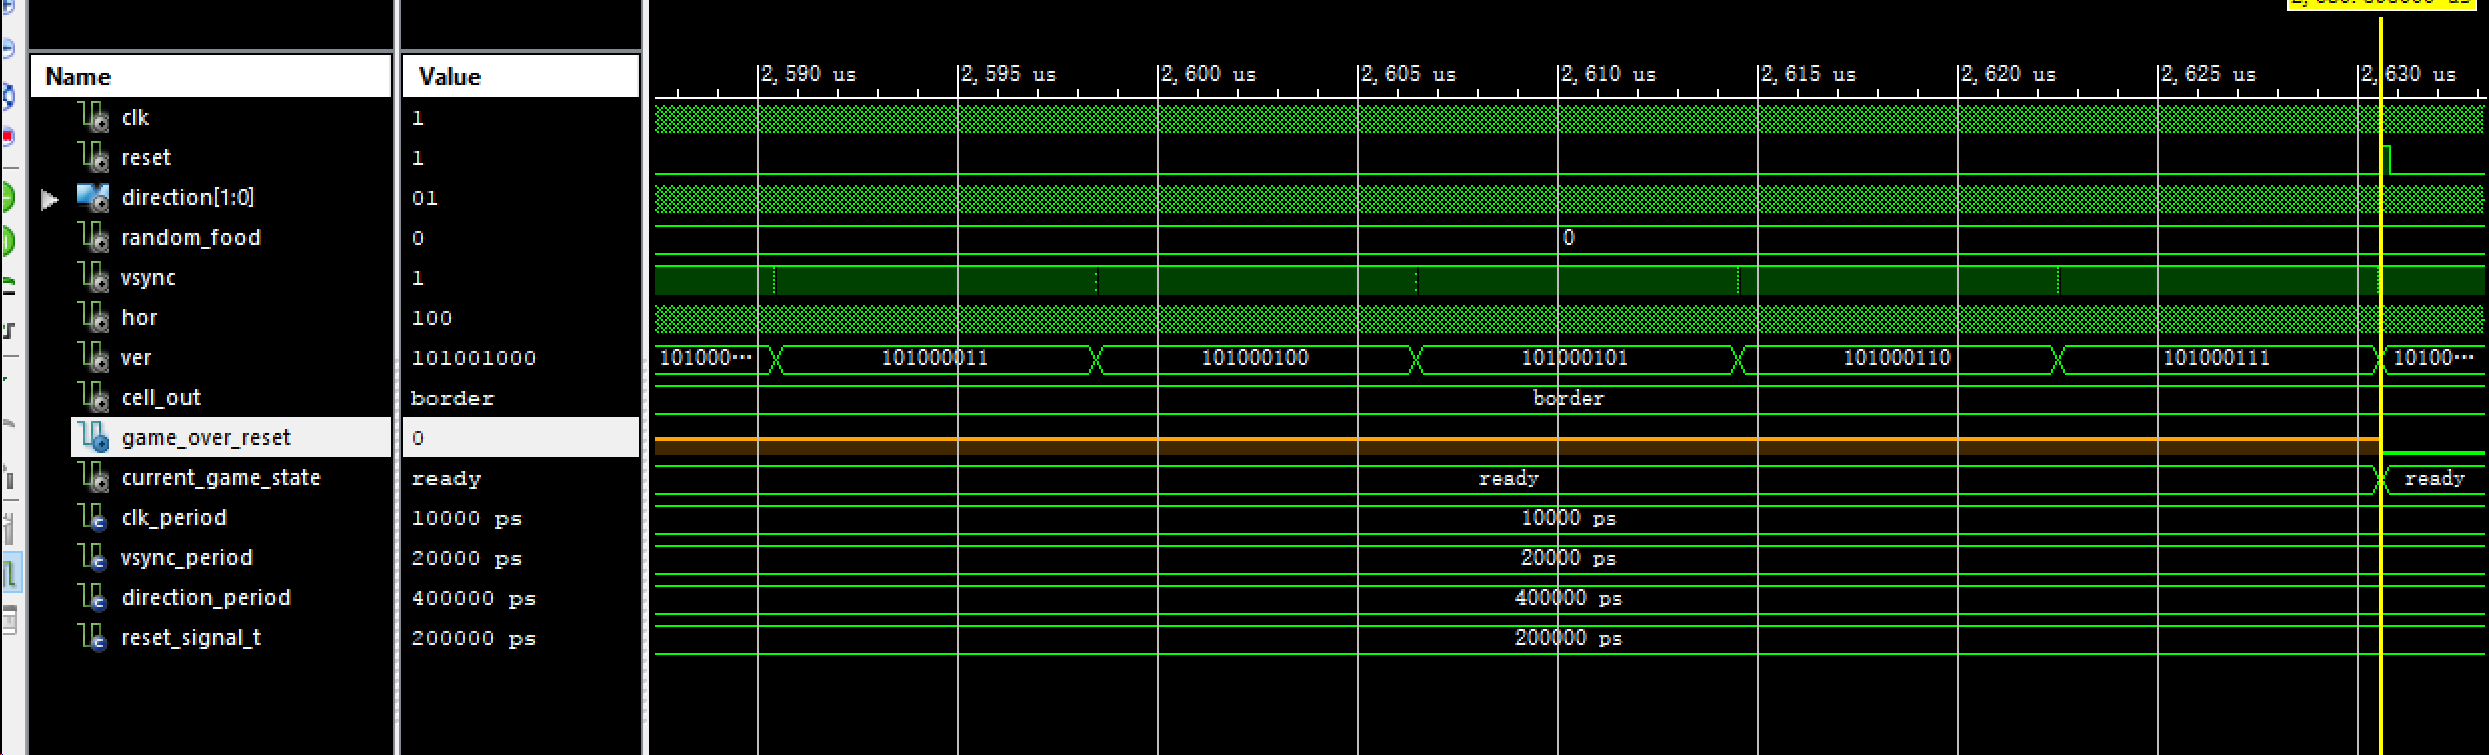 Name Value
2,590 us 2,595 us 2,600 us 2,605 us 2,610 us 2,615 us 2,620 us 2,625 us 2,630 us
clk 1
reset 1
direction[1:0] 01
random_food 0 0
vsync 1
hor 100
ver 101001000 101000··· 101000011 101000100 101000101 101000110 101000111 10100···
cell_out border border
game_over_reset 0
current_game_state ready ready ready
clk_period 10000 ps 10000 ps
vsync_period 20000 ps 20000 ps
direction_period 400000 ps 400000 ps
reset_signal_t 200000 ps 200000 ps